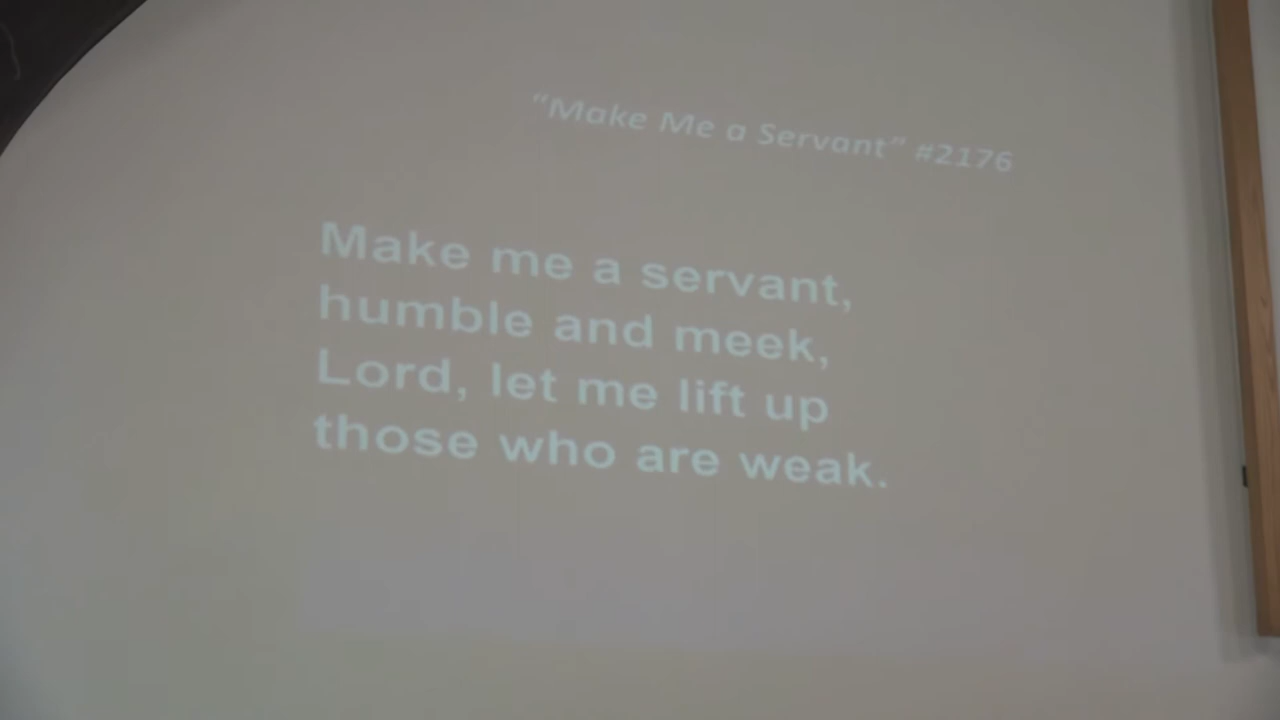 “Make Me a Servant” #2176
Make me a servant,
humble and meek,
Lord, let me lift up
those who are weak.